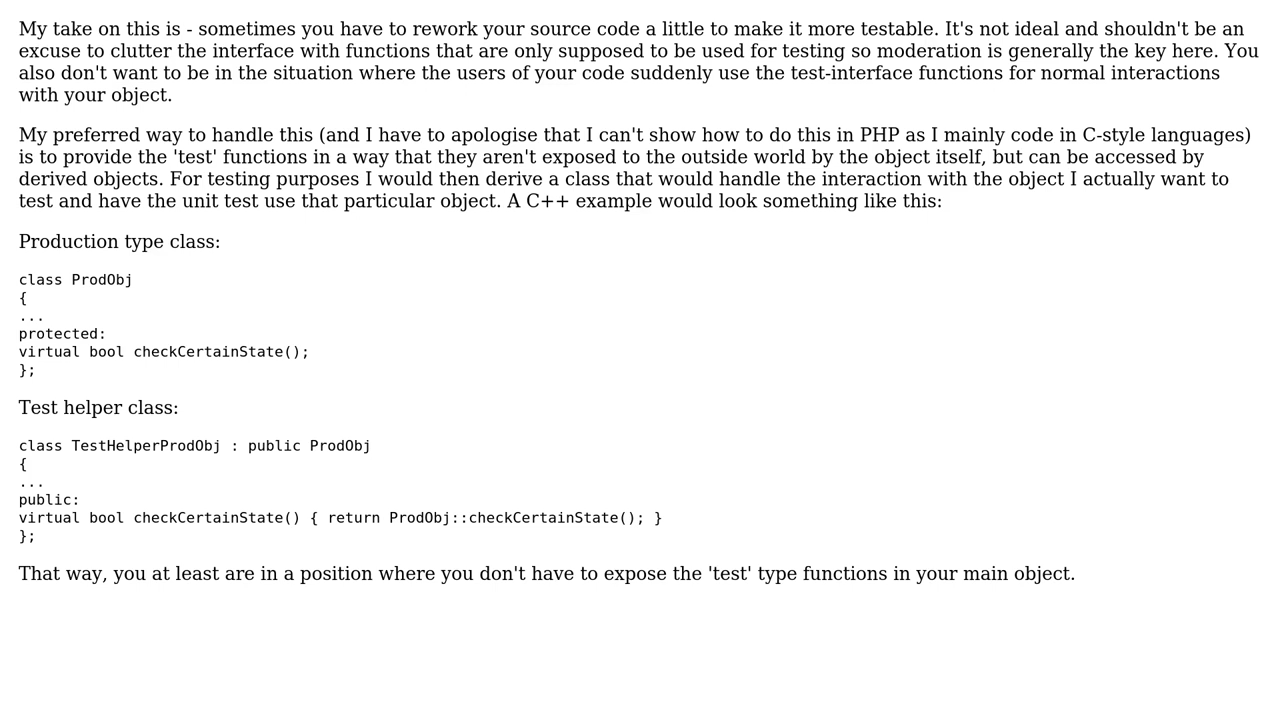 My take on this is - sometimes you have to rework your source code a little to make it more testable. It's not ideal and shouldn't be an
excuse to clutter the interface with functions that are only supposed to be used for testing so moderation is generally the key here. You
also don't want to be in the situation where the users of your code suddenly use the test-interface functions for normal interactions
with your object.
My preferred way to handle this (and I have to apologise that I can't show how to do this in PHP as I mainly code in C-style languages)
is to provide the 'test' functions in a way that they aren't exposed to the outside world by the object itself, but can be accessed by
derived objects. For testing purposes I would then derive a class that would handle the interaction with the object I actually want to
test and have the unit test use that particular object. A C++ example would look something like this:
Production type class:
class ProdObj
{
...
protected:
virtual bool checkCertainState();
};
Test helper class:
class TestHelperProdObj : public ProdObj
{
...
public:
virtual bool checkCertainState() { return ProdObj::checkCertainState(); }
};
That way, you at least are in a position where you don't have to expose the 'test' type functions in your main object.